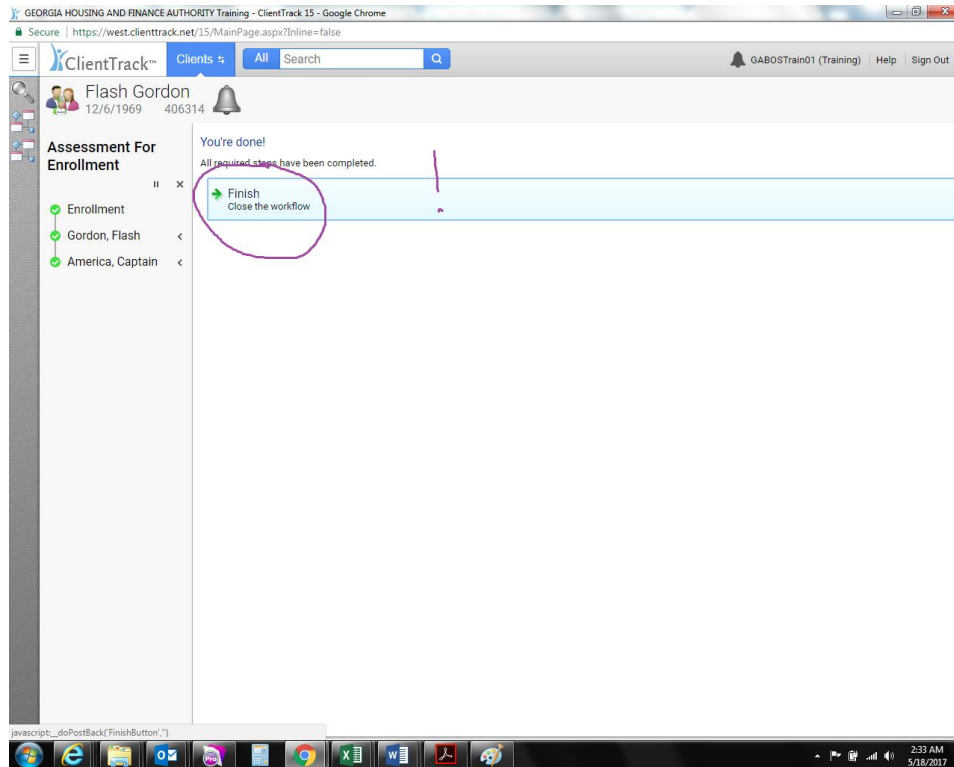 GEORGIA HOUSING AND FINANCE AUTHORITY Training - ClientTrack 15 - Google Chrome
Secure | https://west.clienttrack.net/15/MainPage.aspx?Inline=false
ClientTrack™ Clients All Search GABOSTrain01 (Training) Help Sign Out
Flash Gordon
12/6/1969 406314
Assessment For
Enrollment
Enrollment
Gordon, Flash
America, Captain
You're done!
All required steps have been completed.
Finish
Close the workflow
!
javascript:__doPostBack('FinishButton','')
2:33 AM
5/18/2017